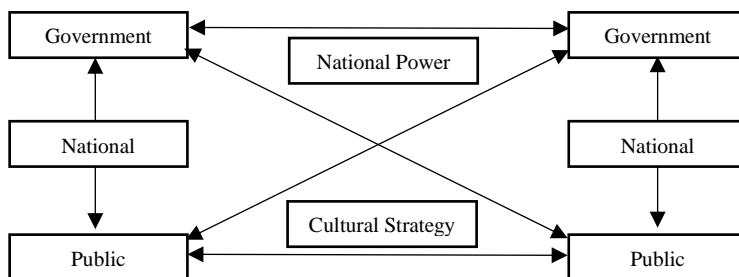 Government
Government
National Power
National
National
Cultural Strategy
Public
Public